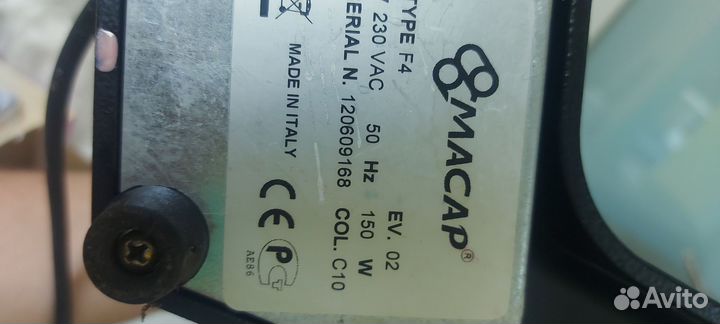 MACAP®
TYPE F4 EV. 02
V 230 VAC 50 Hz 150 W
SERIAL N. 120609168 COL. C10
MADE IN ITALY
CE
AE86
Avito